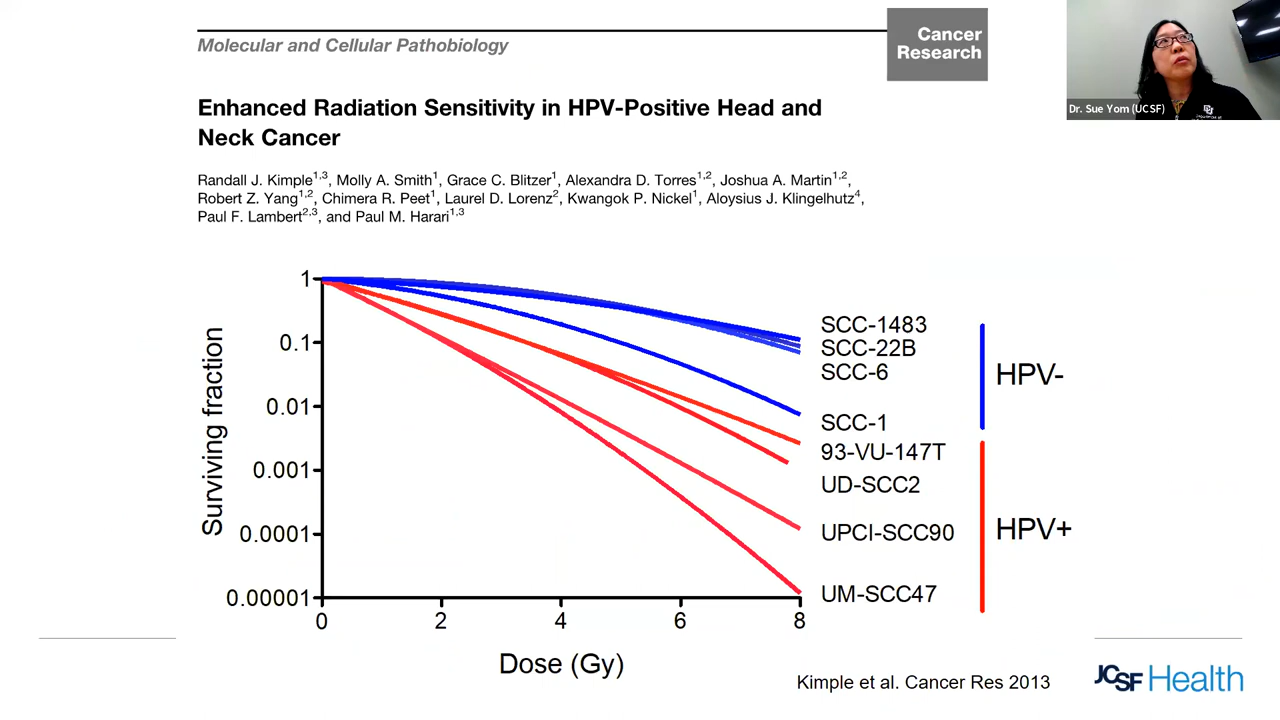 Molecular and Cellular Pathobiology
Cancer
Research
Enhanced Radiation Sensitivity in HPV-Positive Head and
Neck Cancer
Randall J. Kimple1,3, Molly A. Smith1, Grace C. Blitzer1, Alexandra D. Torres1,2, Joshua A. Martin1,2,
Robert Z. Yang1,2, Chimera R. Peet1, Laurel D. Lorenz2, Kwangok P. Nickel1, Aloysius J. Klingelhutz4,
Paul F. Lambert2,3, and Paul M. Harari1,3
Dr. Sue Yom (UCSF)
Surviving fraction
1
0.1
0.01
0.001
0.0001
0.00001
0 2 4 6 8
Dose (Gy)
SCC-1483
SCC-22B
SCC-6
SCC-1
HPV-
93-VU-147T
UD-SCC2
UPCI-SCC90
UM-SCC47
HPV+
Kimple et al. Cancer Res 2013
UCSF Health